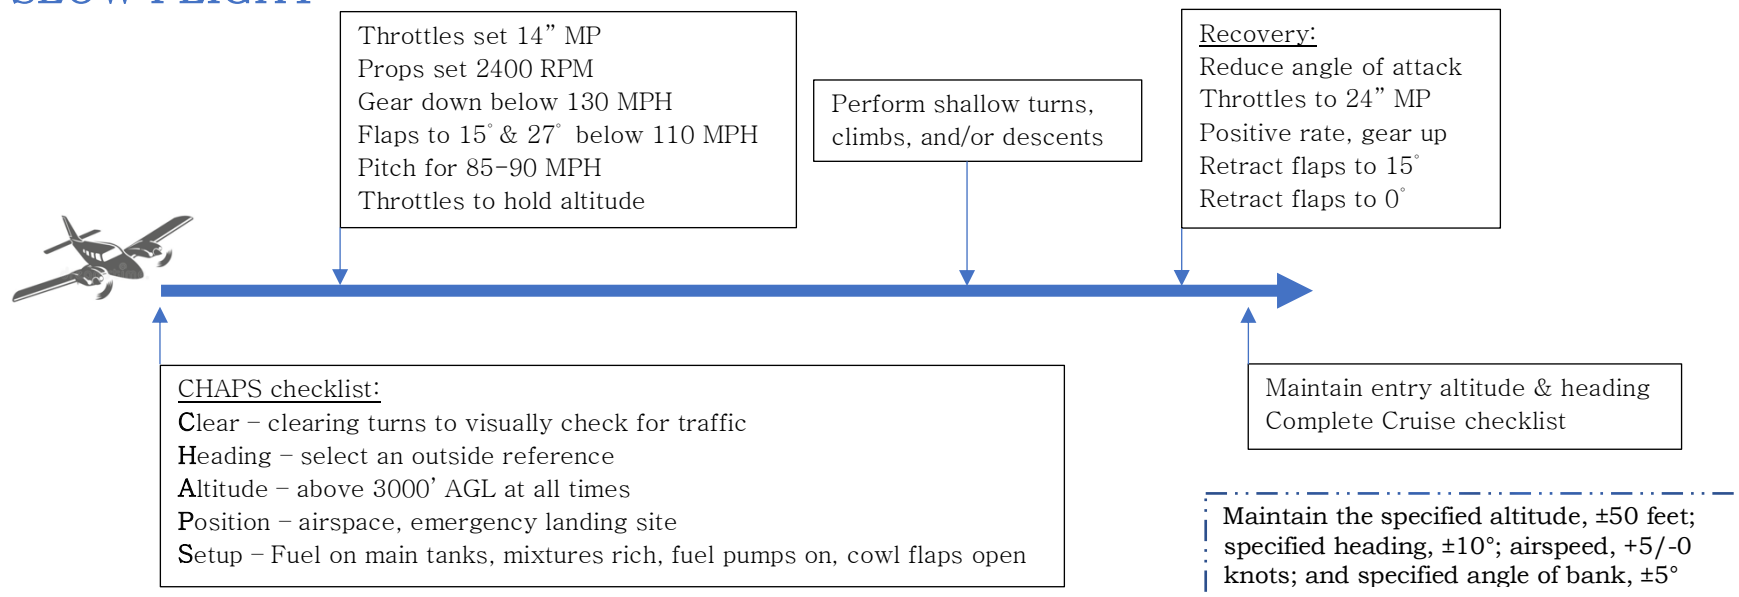 SLOW FLIGHT
Throttles set 14” MP
Props set 2400 RPM
Gear down below 130 MPH
Flaps to 15° & 27° below 110 MPH
Pitch for 85-90 MPH
Throttles to hold altitude
Perform shallow turns,
climbs, and/or descents
Recovery:
Reduce angle of attack
Throttles to 24” MP
Positive rate, gear up
Retract flaps to 15°
Retract flaps to 0°
CHAPS checklist:
Clear – clearing turns to visually check for traffic
Heading – select an outside reference
Altitude – above 3000’ AGL at all times
Position – airspace, emergency landing site
Setup – Fuel on main tanks, mixtures rich, fuel pumps on, cowl flaps open
Maintain entry altitude & heading
Complete Cruise checklist
Maintain the specified altitude, ±50 feet;
specified heading, ±10°; airspeed, +5/-0
knots; and specified angle of bank, ±5°